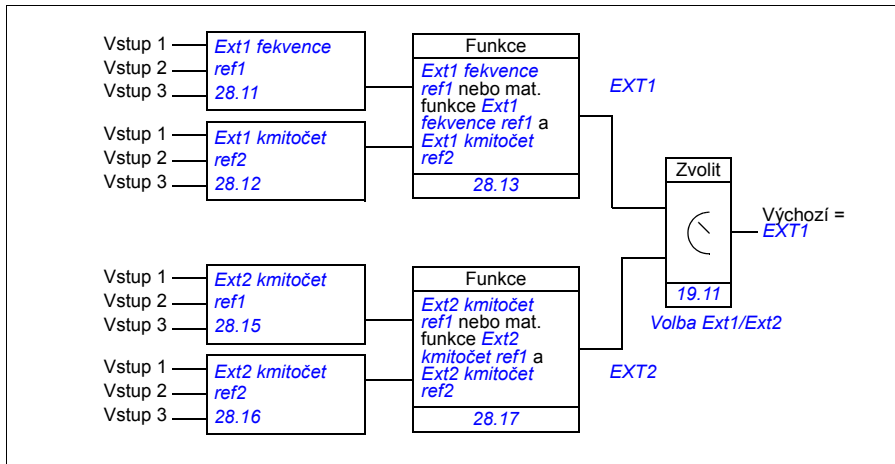 Vstup 1
Vstup 2
Vstup 3
Ext1 fekvence
ref1
28.11
Vstup 1
Vstup 2
Vstup 3
Ext1 kmitočet
ref2
28.12
Funkce
Ext1 fekvence
ref1 nebo mat.
funkce Ext1
fekvence ref1 a
Ext1 kmitočet
ref2
28.13
EXT1
Vstup 1
Vstup 2
Vstup 3
Ext2 kmitočet
ref1
28.15
Vstup 1
Vstup 2
Vstup 3
Ext2 kmitočet
ref2
28.16
Funkce
Ext2 kmitočet
ref1 nebo mat.
funkce Ext2
kmitočet ref1 a
Ext2 kmitočet
ref2
28.17
EXT2
Zvolit
19.11
Volba Ext1/Ext2
Výchozí =
EXT1